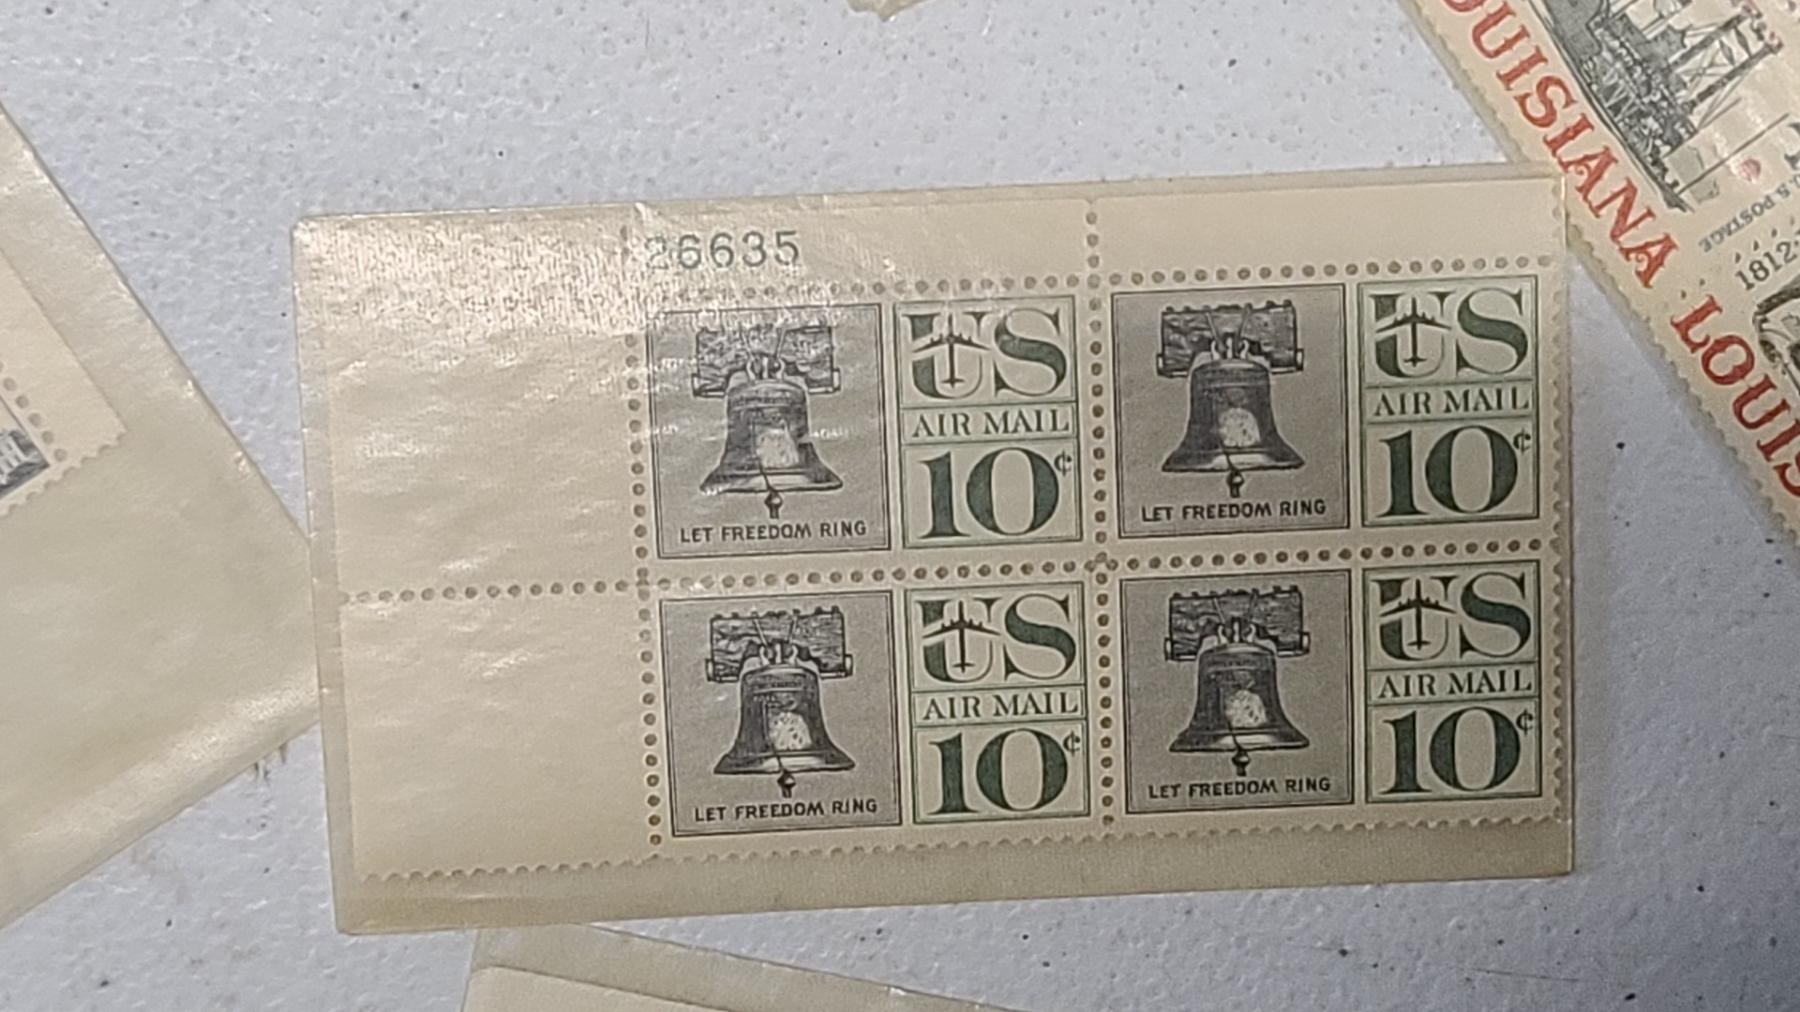 26635
US
AIR MAIL
10¢
LET FREEDOM RING
US
AIR MAIL
10¢
LET FREEDOM RING
US
AIR MAIL
10¢
LET FREEDOM RING
US
AIR MAIL
10¢
LET FREEDOM RING
LOUISIANA
U.S. POSTAGE
1812